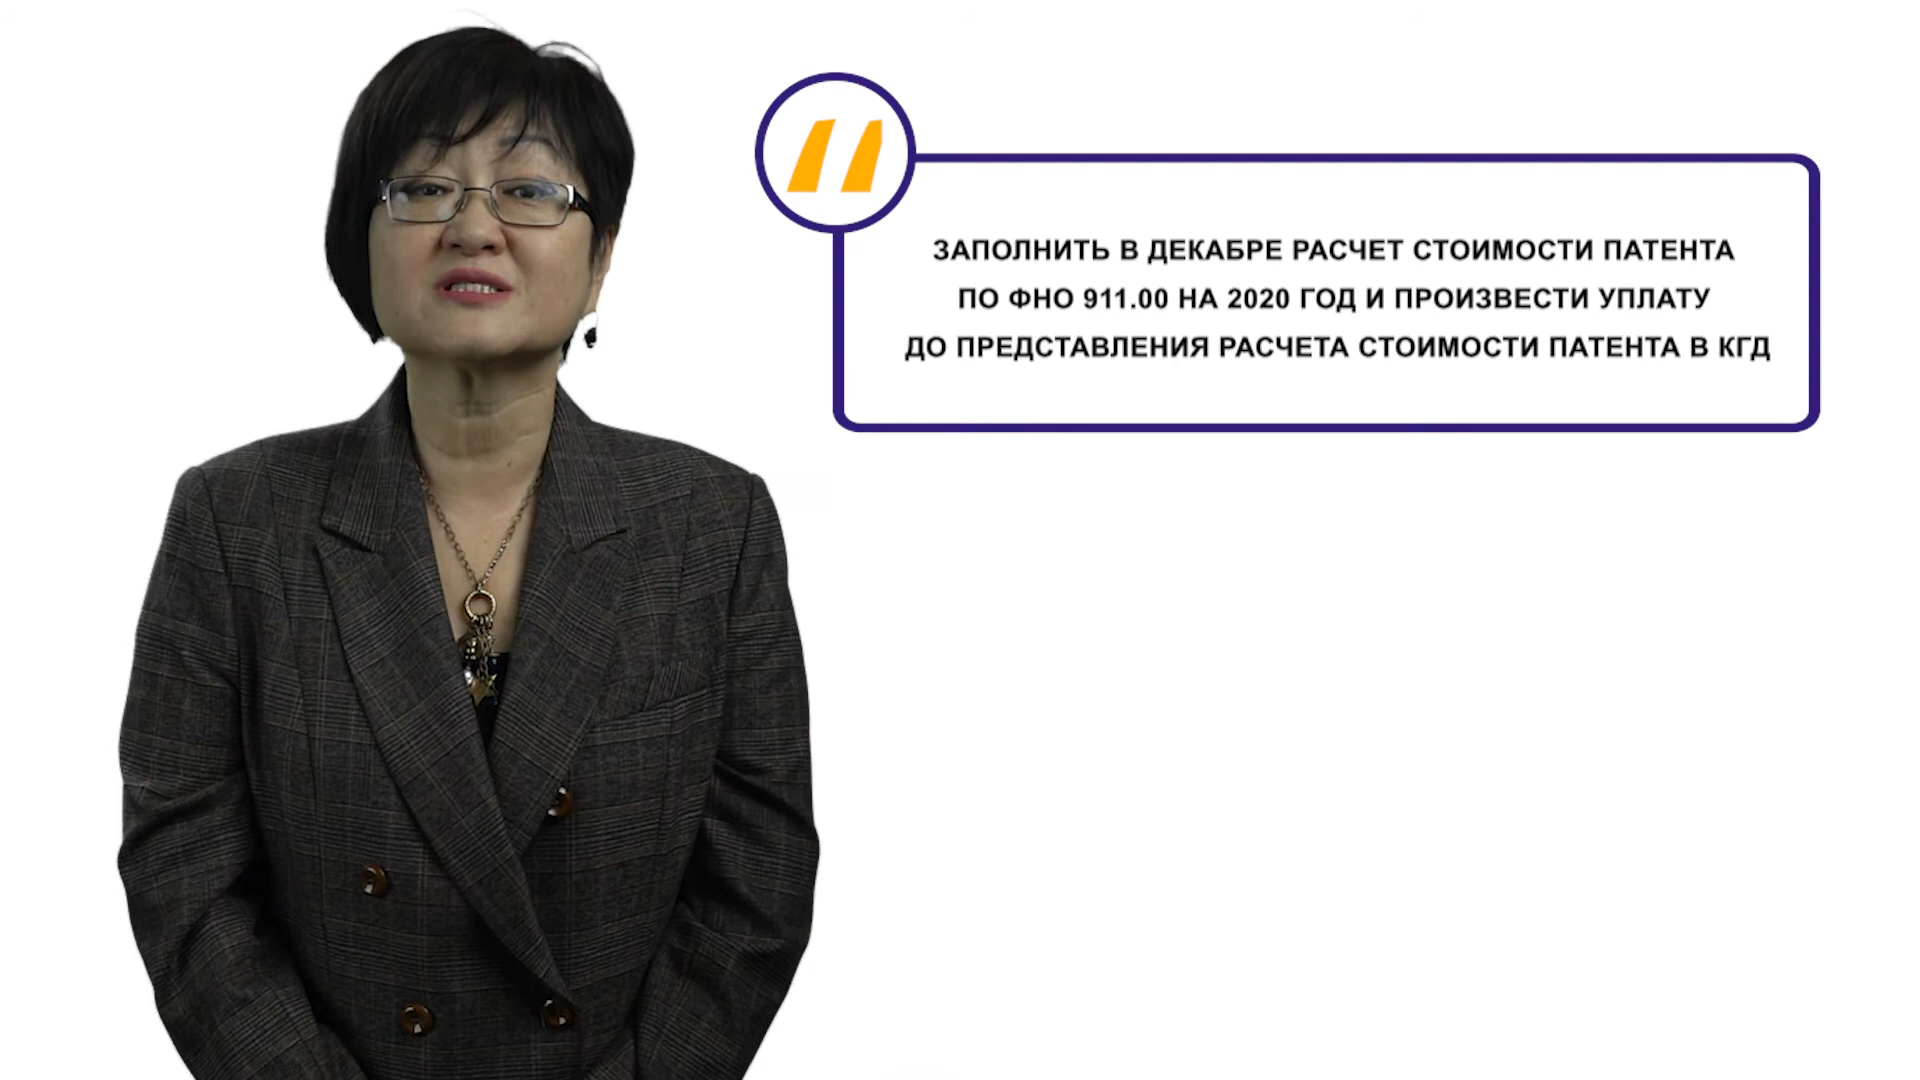 ЗАПОЛНИТЬ В ДЕКАБРЕ РАСЧЕТ СТОИМОСТИ ПАТЕНТА
ПО ФНО 911.00 НА 2020 ГОД И ПРОИЗВЕСТИ УПЛАТУ
ДО ПРЕДСТАВЛЕНИЯ РАСЧЕТА СТОИМОСТИ ПАТЕНТА В КГД